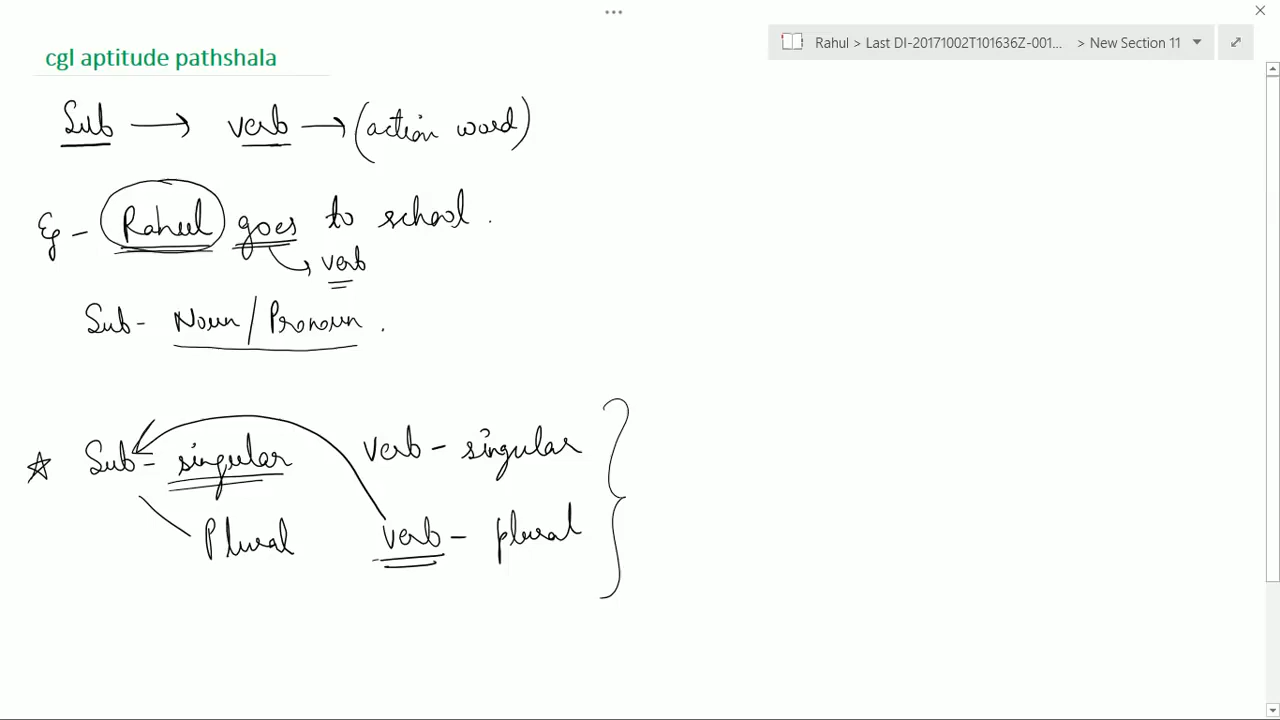 Rahul > Last DI-20171002T101636Z-001... > New Section 11
cgl aptitude pathshala
Sub → verb → (action word)
Eg - Raheel goes to school.
verb
Sub - Noun / Pronoun.
☆ Sub - singular verb - singular
Plural verb - plural